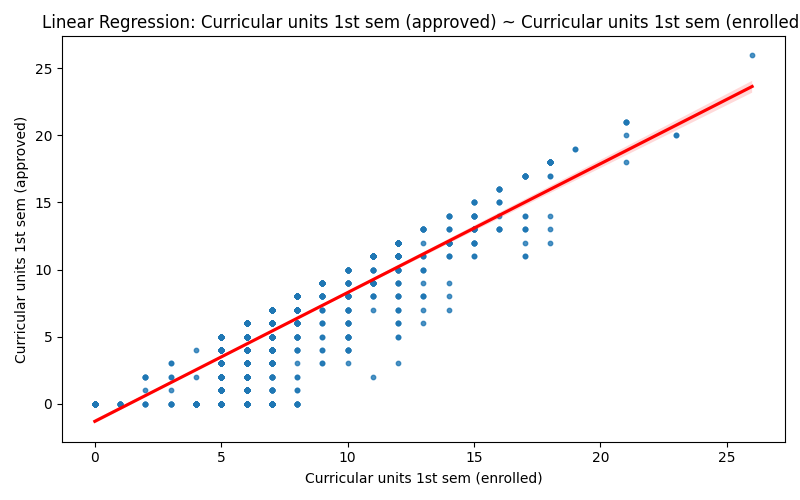 Linear Regression: Curricular units 1st sem (approved) ~ Curricular units 1st sem (enrolled
25
20
15
10
5
0
Curricular units 1st sem (approved)
0 5 10 15 20 25
Curricular units 1st sem (enrolled)